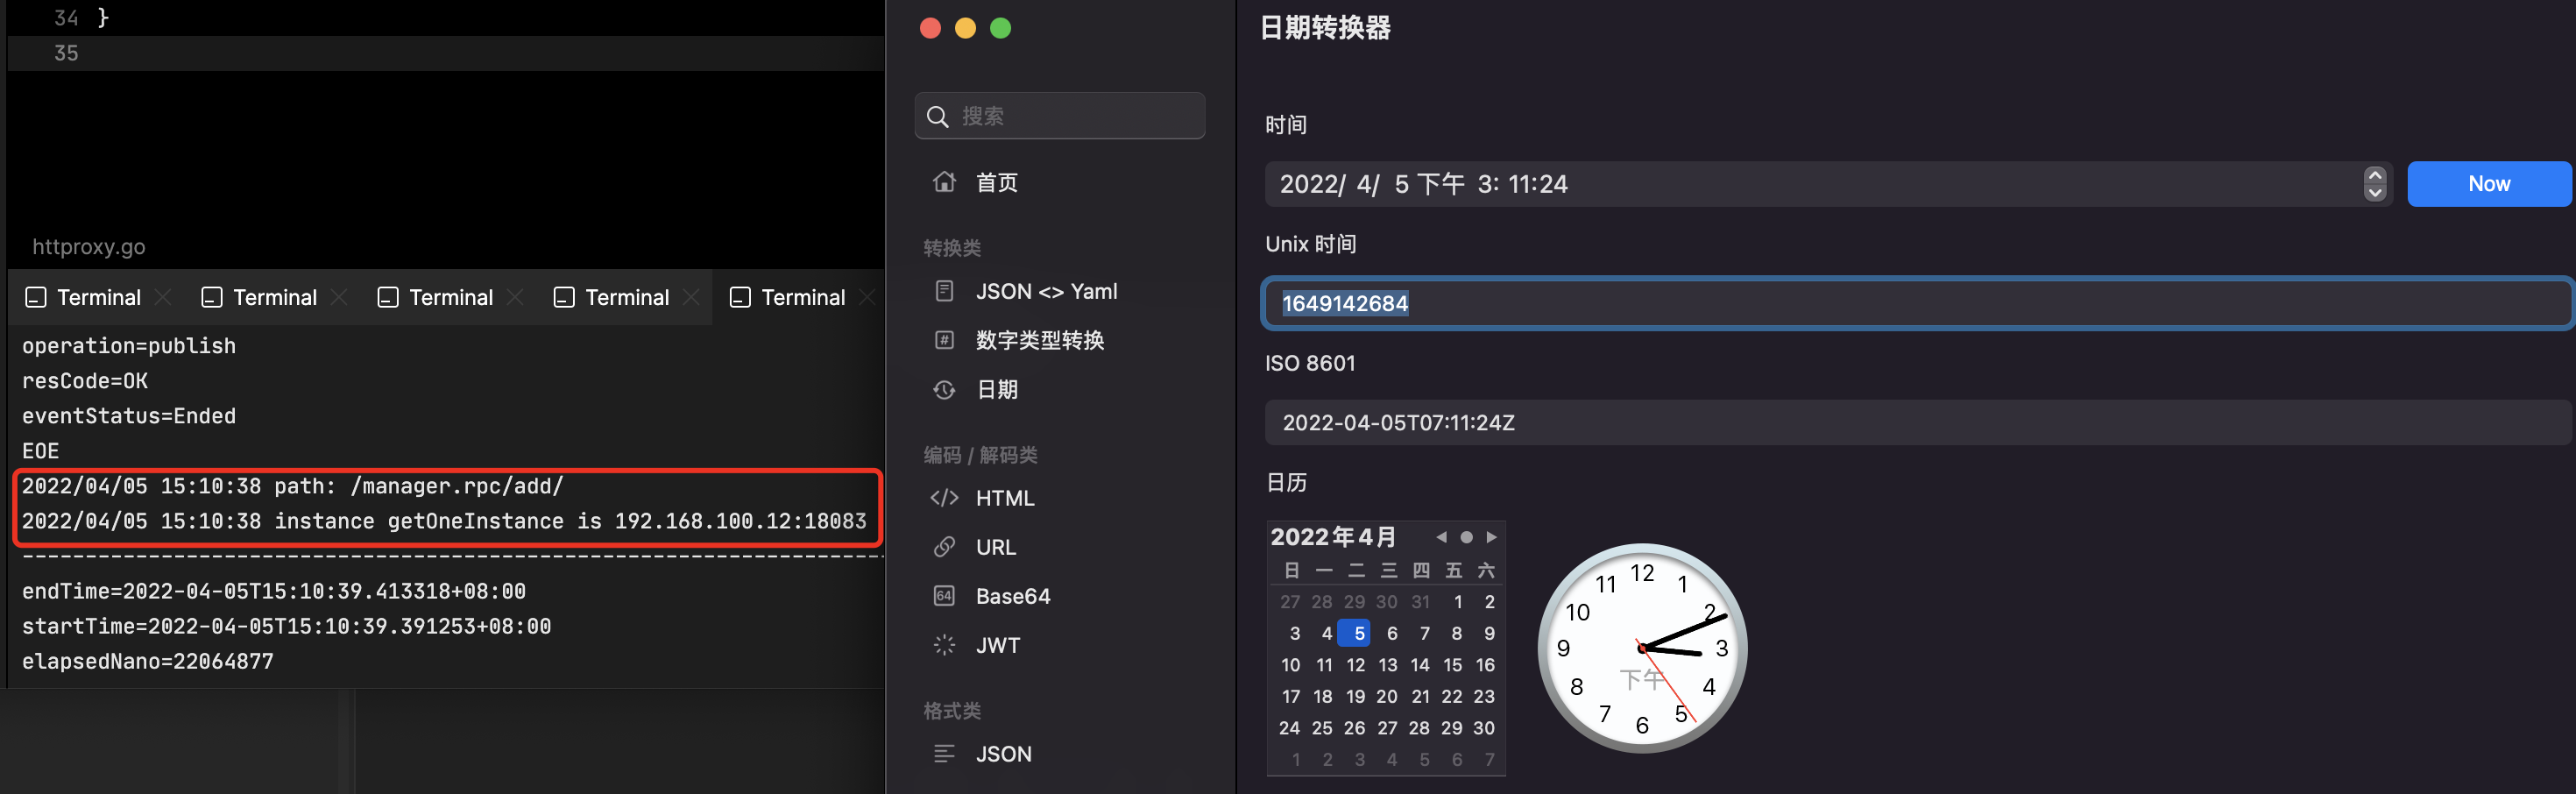 34 }
35
httproxy.go
Terminal Terminal Terminal Terminal Terminal
operation=publish
resCode=OK
eventStatus=Ended
EOE
2022/04/05 15:10:38 path: /manager.rpc/add/
2022/04/05 15:10:38 instance getOneInstance is 192.168.100.12:18083
--------------------------------------------------------------------
endTime=2022-04-05T15:10:39.413318+08:00
startTime=2022-04-05T15:10:39.391253+08:00
elapsedNano=22064877
搜索
首页
转换类
JSON <> Yaml
数字类型转换
日期
编码 / 解码类
HTML
URL
64 Base64
JWT
格式类
JSON
日期转换器
时间
2022/ 4/ 5 下午 3: 11:24
Now
Unix 时间
1649142684
ISO 8601
2022-04-05T07:11:24Z
日历
2022年4月
日 一 二 三 四 五 六
27 28 29 30 31 1 2
3 4 5 6 7 8 9
10 11 12 13 14 15 16
17 18 19 20 21 22 23
24 25 26 27 28 29 30
1 2 3 4 5 6 7
12 1 2 3 4 5 6 7 8 9 10 11
下午